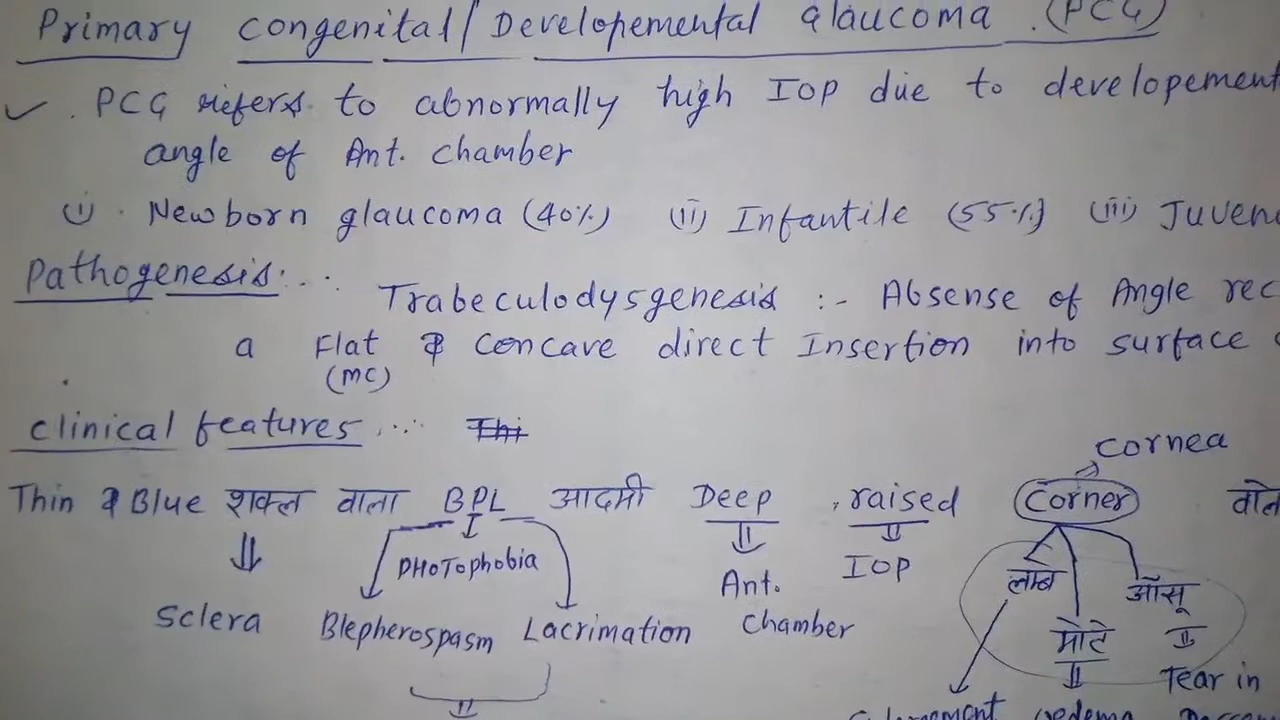 Primary congenital/Developemental Glaucoma (PCG)
PCG refers to abnormally high IOP due to developement
angle of Ant. chamber
(i) Newborn glaucoma (40%) (ii) Infantile (55%) (iii) Juven
Pathogenesis:...
Trabeculodysgenesis :- Absense of Angle rec
a Flat & Concave direct Insertion into surface
(MC)
Clinical features.... Thi
cornea
Thin & Blue शक्ल वाला BPL आदमी Deep , raised Corner वाले
PHOTophobia
IOP
Ant.
लम्बे आँसू
Sclera Blepherospasm Lacrimation chamber
मोटे
Tear in
oedema